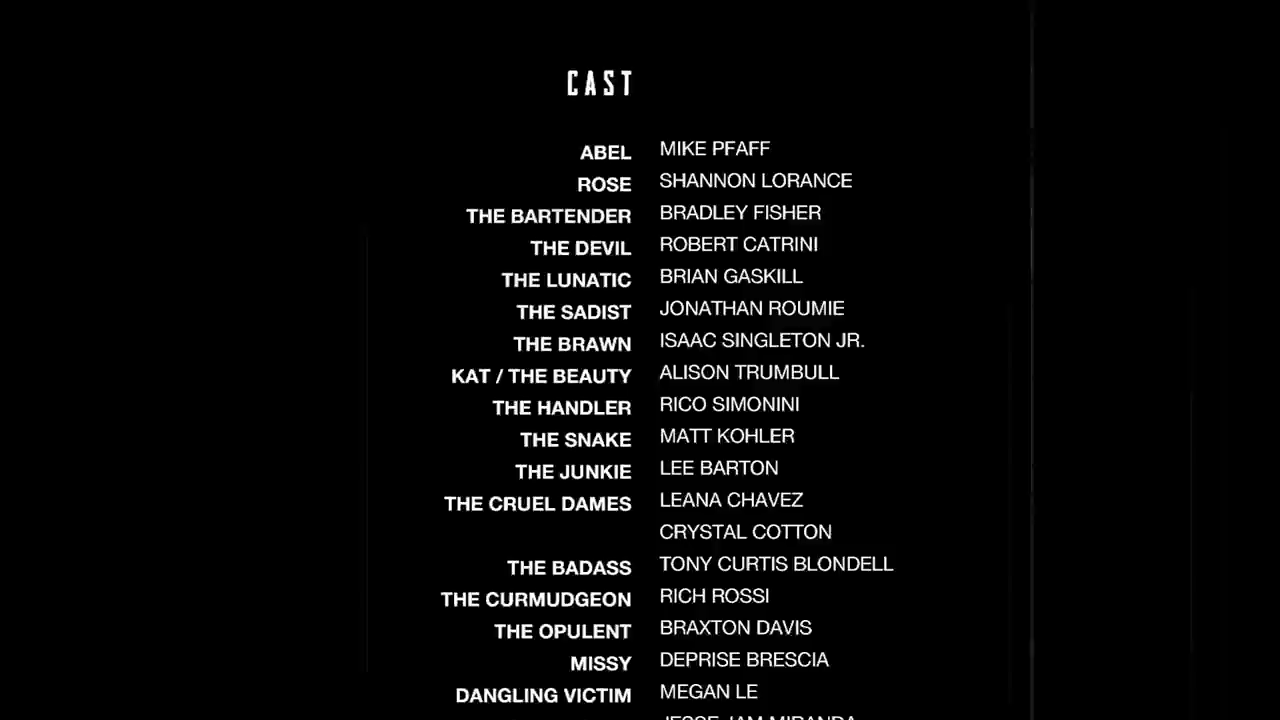 CAST
ABEL MIKE PFAFF
ROSE SHANNON LORANCE
THE BARTENDER BRADLEY FISHER
THE DEVIL ROBERT CATRINI
THE LUNATIC BRIAN GASKILL
THE SADIST JONATHAN ROUMIE
THE BRAWN ISAAC SINGLETON JR.
KAT / THE BEAUTY ALISON TRUMBULL
THE HANDLER RICO SIMONINI
THE SNAKE MATT KOHLER
THE JUNKIE LEE BARTON
THE CRUEL DAMES LEANA CHAVEZ
CRYSTAL COTTON
THE BADASS TONY CURTIS BLONDELL
THE CURMUDGEON RICH ROSSI
THE OPULENT BRAXTON DAVIS
MISSY DEPRISE BRESCIA
DANGLING VICTIM MEGAN LE
JESSE JAM MIRANDA